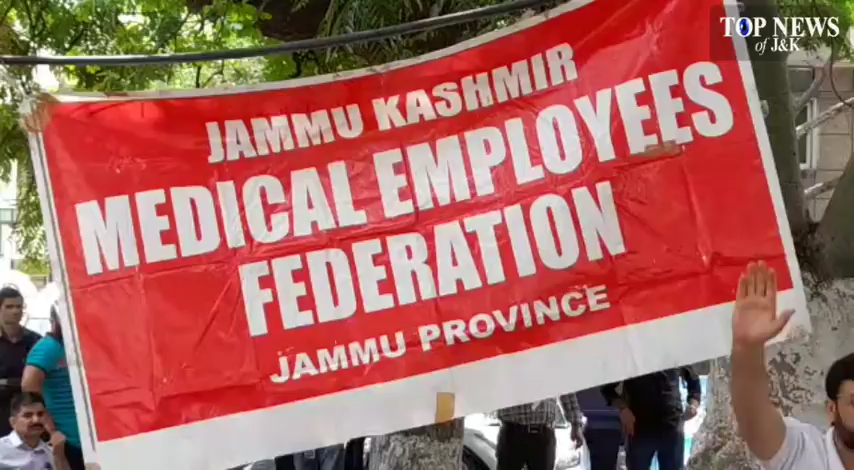 TOP NEWS
of J&K
JAMMU KASHMIR
MEDICAL EMPLOYEES
FEDERATION
JAMMU PROVINCE